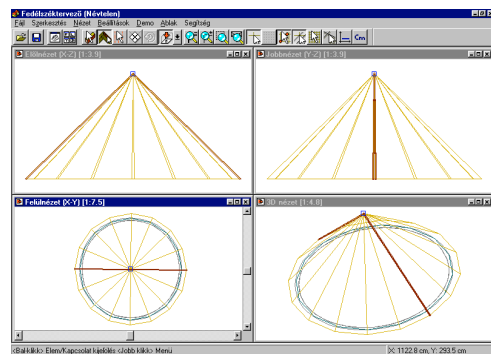 Fedélszéktervező (Névtelen)
Fájl Szerkesztés Nézet Beállítások Demo Ablak Segítség
Cm
Elölnézet (X-Z) [1:3.9]
Jobbnézet (Y-Z) [1:3.9]
Felülnézet (X-Y) [1:7.5]
3D nézet [1:4.8]
<Bal-klikk> Elem/Kapcsolat kijelölés <Jobb klikk> Menü
X: 1122.8 cm, Y: 293.5 cm